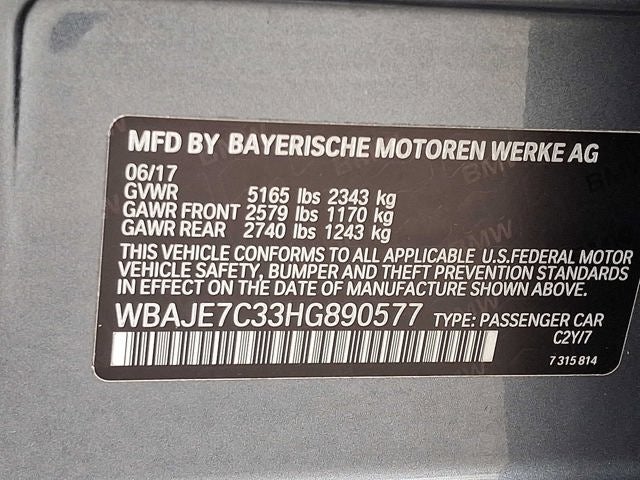 MFD BY BAYERISCHE MOTOREN WERKE AG
06/17
GVWR 5165 lbs 2343 kg
GAWR FRONT 2579 lbs 1170 kg
GAWR REAR 2740 lbs 1243 kg
THIS VEHICLE CONFORMS TO ALL APPLICABLE U.S.FEDERAL MOTOR
VEHICLE SAFETY, BUMPER AND THEFT PREVENTION STANDARDS
IN EFFECT ON THE DATE OF MANUFACTURE SHOWN ABOVE.
WBAJE7C33HG890577 TYPE: PASSENGER CAR
C2Y/7
7 315 814